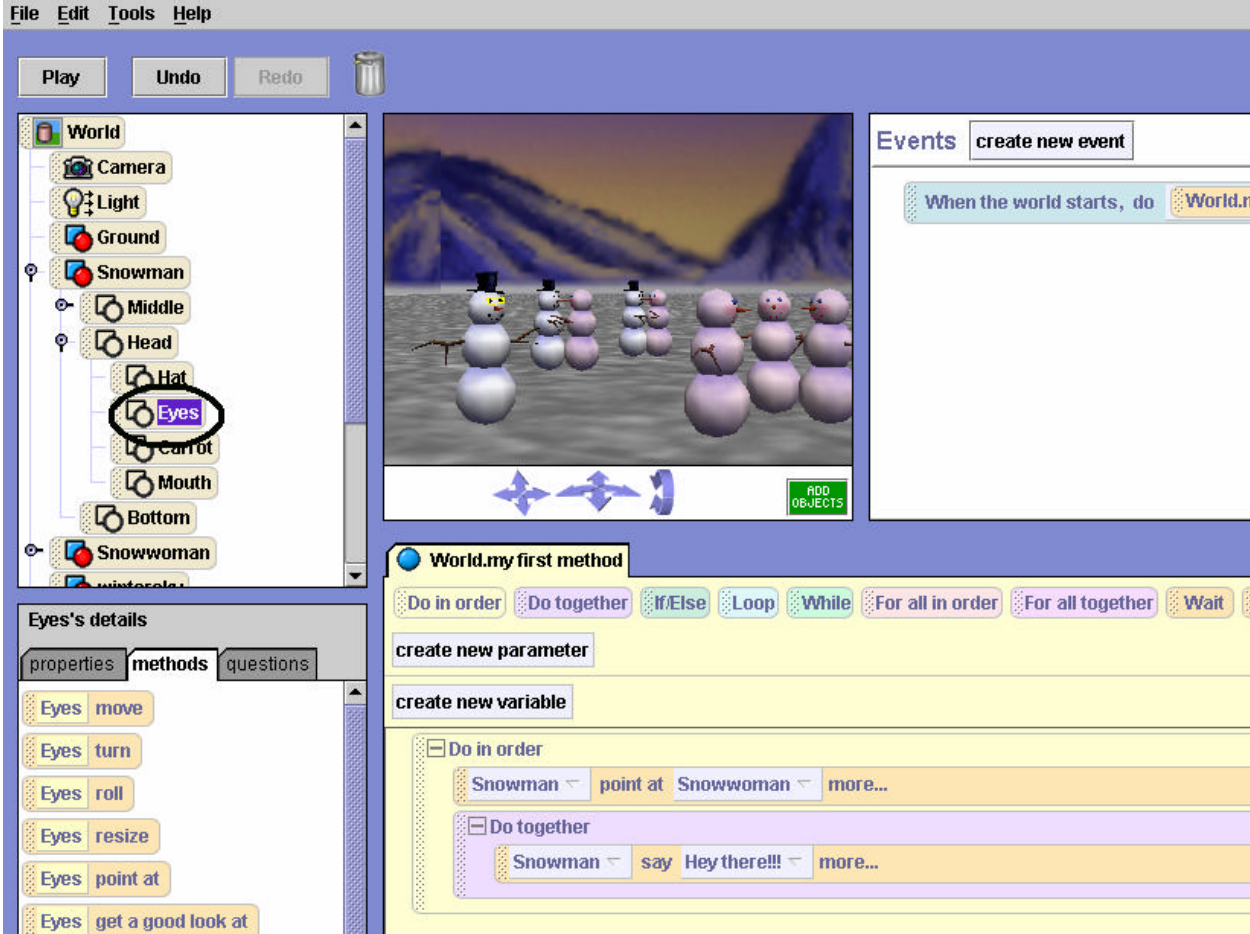 File Edit Tools Help
Play Undo Redo
World
Camera
Light
Ground
Snowman
Middle
Head
Hat
Eyes
Carrot
Mouth
Bottom
Snowwoman
Events create new event
When the world starts, do
ADD
OBJECTS
Eyes's details
properties methods questions
Eyes move
Eyes turn
Eyes roll
Eyes resize
Eyes point at
Eyes get a good look at
World.my first method
Do in order Do together If/Else Loop While For all in order For all together Wait
create new parameter
create new variable
Do in order
Snowman point at Snowwoman more...
Do together
Snowman say Hey there!!! more...